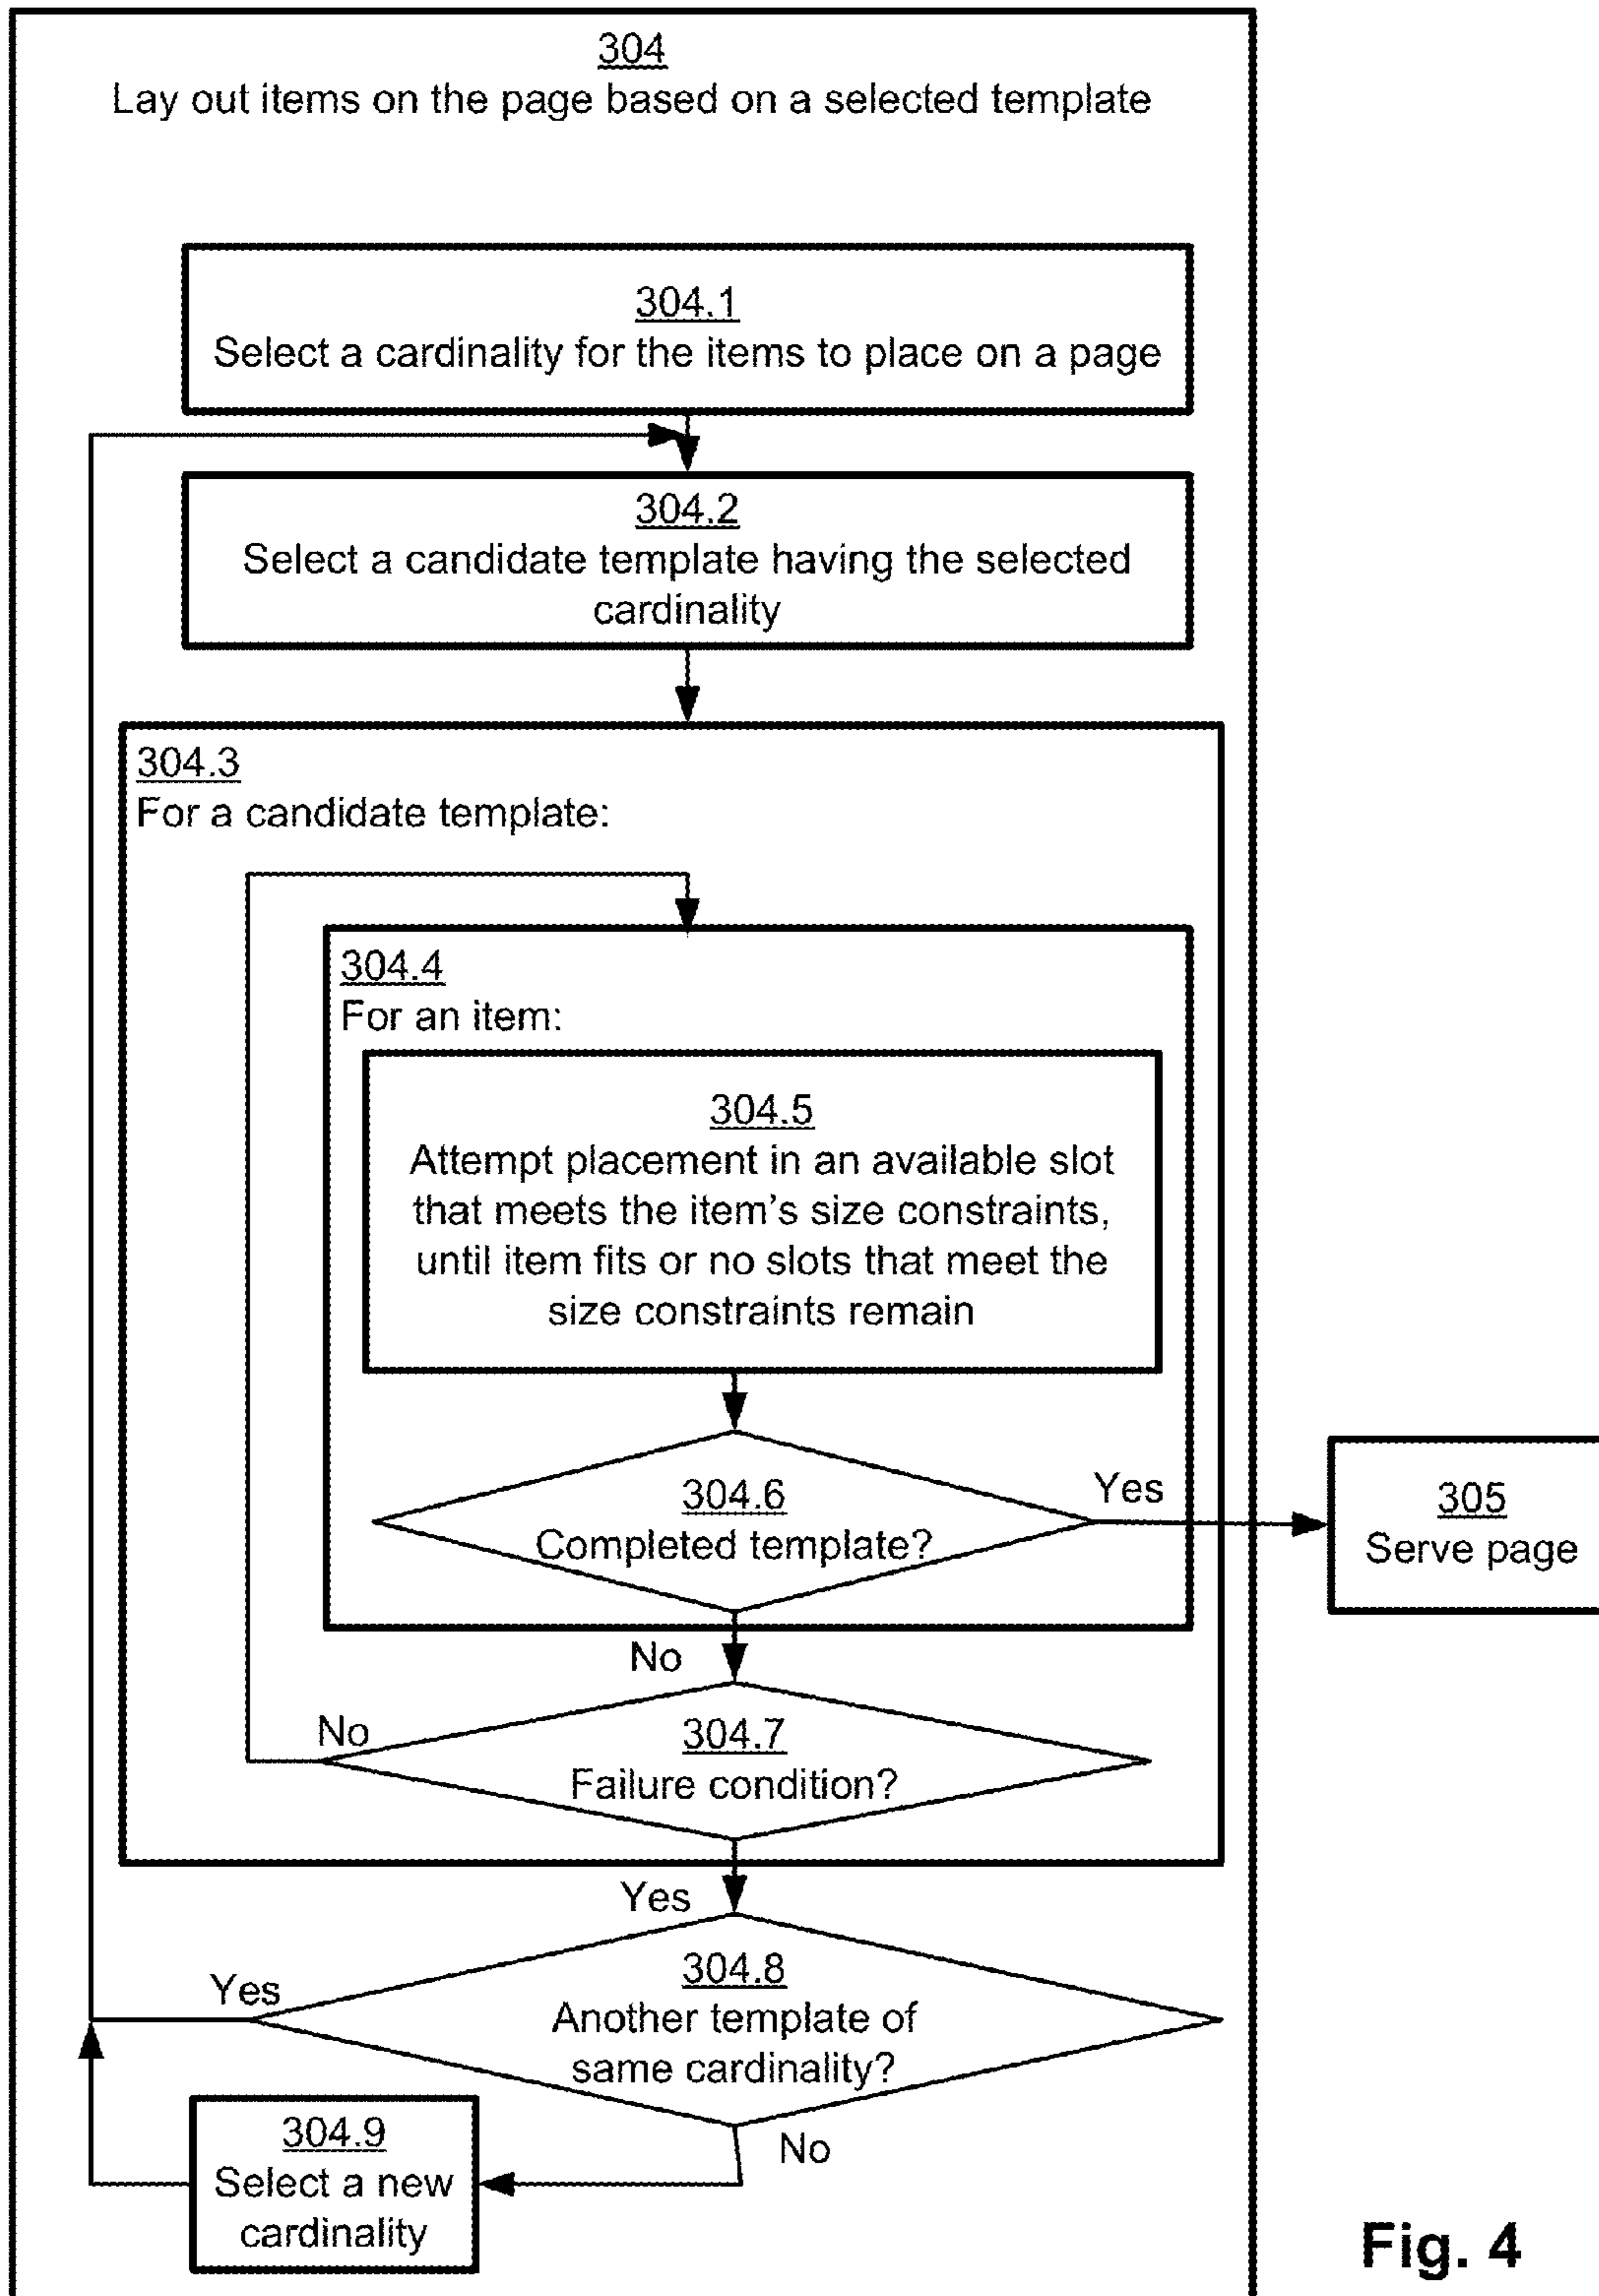 304
Lay out items on the page based on a selected template
304.1
Select a cardinality for the items to place on a page
304.2
Select a candidate template having the selected
cardinality
304.3
For a candidate template:
304.4
For an item:
304.5
Attempt placement in an available slot
that meets the item's size constraints,
until item fits or no slots that meet the
size constraints remain
304.6
Completed template?
Yes
305
Serve page
No
304.7
Failure condition?
No
Yes
304.8
Another template of
same cardinality?
Yes
No
304.9
Select a new
cardinality
Fig. 4